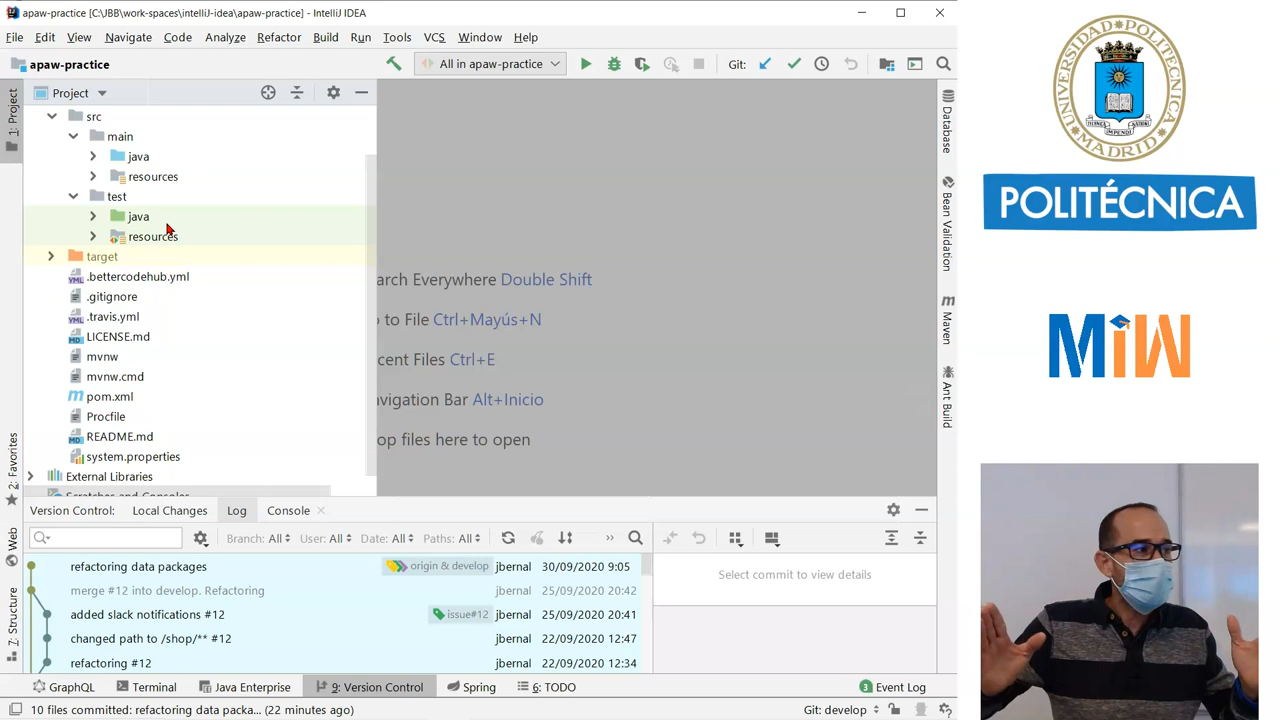 apaw-practice [C:\JBB\work-spaces\intelliJ-idea\apaw-practice] - IntelliJ IDEA
File Edit View Navigate Code Analyze Refactor Build Run Tools VCS Window Help
apaw-practice
All in apaw-practice
Git:
1: Project
Project
src
main
java
resources
test
java
resources
target
.bettercodehub.yml
.gitignore
.travis.yml
LICENSE.md
mvnw
mvnw.cmd
pom.xml
Procfile
README.md
system.properties
External Libraries
Scratches and Consoles
arch Everywhere Double Shift
o to File Ctrl+Mayús+N
cent Files Ctrl+E
avigation Bar Alt+Inicio
op files here to open
Database
Bean Validation
Maven
Ant Build
2: Favorites
Web
7: Structure
Version Control: Local Changes Log Console
Branch: All User: All Date: All Paths: All
refactoring data packages origin & develop jbernal 30/09/2020 9:05
merge #12 into develop. Refactoring jbernal 25/09/2020 20:42
added slack notifications #12 issue#12 jbernal 25/09/2020 20:41
changed path to /shop/** #12 jbernal 22/09/2020 12:47
refactoring #12 jbernal 22/09/2020 12:34
Select commit to view details
GraphQL Terminal Java Enterprise 9: Version Control Spring 6: TODO 3 Event Log
10 files committed: refactoring data packa... (22 minutes ago) Git: develop
UNIVERSIDAD POLITÉCNICA
MADRID
POLITÉCNICA
MiW